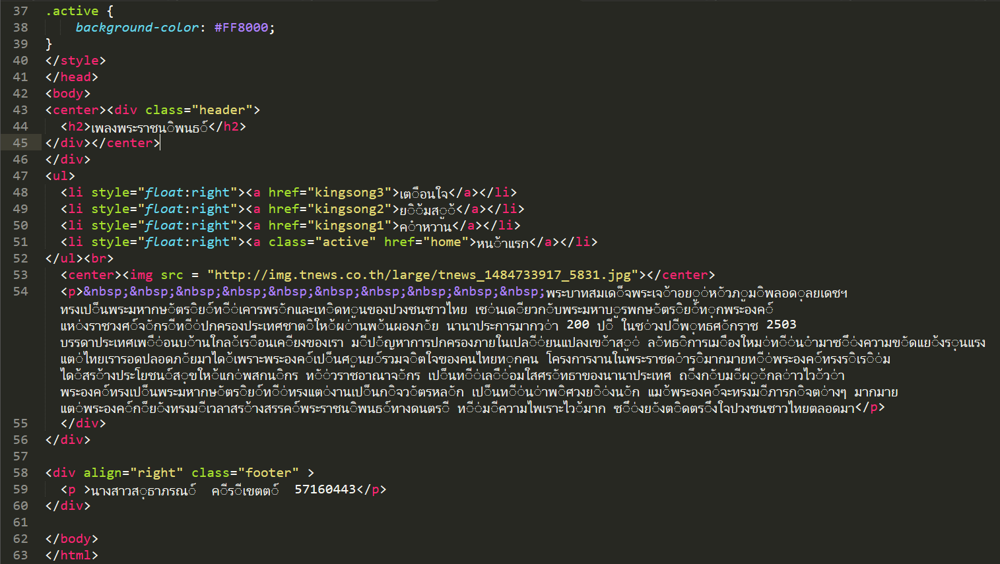 37 .active {
38 background-color: #FF8000;
39 }
40 </style>
41 </head>
42 <body>
43 <center><div class="header">
44 <h2>เพลงพระราชนิพนธ์</h2>
45 </div></center>
46 </div>
47 <ul>
48 <li style="float:right"><a href="kingsong3">เตือนใจ</a></li>
49 <li style="float:right"><a href="kingsong2">ยิ้มสู้</a></li>
50 <li style="float:right"><a href="kingsong1">คำหวาน</a></li>
51 <li style="float:right"><a class="active" href="home">หน้าแรก</a></li>
52 </ul><br>
53 <center><img src = "http://img.tnews.co.th/large/tnews_1484733917_5831.jpg"></center>
54 <p>&nbsp;&nbsp;&nbsp;&nbsp;&nbsp;&nbsp;&nbsp;&nbsp;&nbsp;&nbsp;พระบาทสมเด็จพระเจ้าอยู่หัวภูมิพลอดุลยเดชฯ
ทรงเป็นพระมหากษัตริย์ที่เคารพรักและเทิดทูนของปวงชนชาวไทย เช่นเดียวกับพระมหาบูรพกษัตริย์ทุกพระองค์
แห่งราชวงศ์จักรีที่ปกครองประเทศชาติให้ผ่านพ้นผองภัย นานาประการมากว่า 200 ปี ในช่วงปีพุทธศักราช 2503
บรรดาประเทศเพื่อนบ้านใกล้เรือนเคียงของเรา มีปัญหาการปกครองภายในเปลี่ยนแปลงเข้าสู่ ลัทธิการเมืองใหม่ที่นำมาซึ่งความขัดแย้งรุนแรง
แต่ไทยเรารอดปลอดภัยมาได้เพราะพระองค์เป็นศูนย์รวมจิตใจของคนไทยทุกคน โครงการงานในพระราชดำริมากมายที่พระองค์ทรงริเริ่ม
ได้สร้างประโยชน์สุขให้แก่พสกนิกร ทั่วราชอาณาจักร เป็นที่เลื่อมใสศรัทธาของนานาประเทศ ถึงกับมีผู้กล่าวไว้ว่า
พระองค์ทรงเป็นพระมหากษัตริย์ที่ทรงแต่งานเป็นกิจวัตรหลัก เป็นที่น่าพิศวงยิ่งนัก แม้พระองค์จะทรงมีภารกิจต่างๆ มากมาย
แต่พระองค์ก็ยังทรงมีเวลาสร้างสรรค์พระราชนิพนธ์ทางดนตรี ที่มีความไพเราะไว้มาก ซึ่งยังติดตรึงใจปวงชนชาวไทยตลอดมา</p>
55 </div>
56 </div>
57
58 <div align="right" class="footer" >
59 <p >นางสาวสุธาภรณ์ คีรีเขตต์ 57160443</p>
60 </div>
61
62 </body>
63 </html>